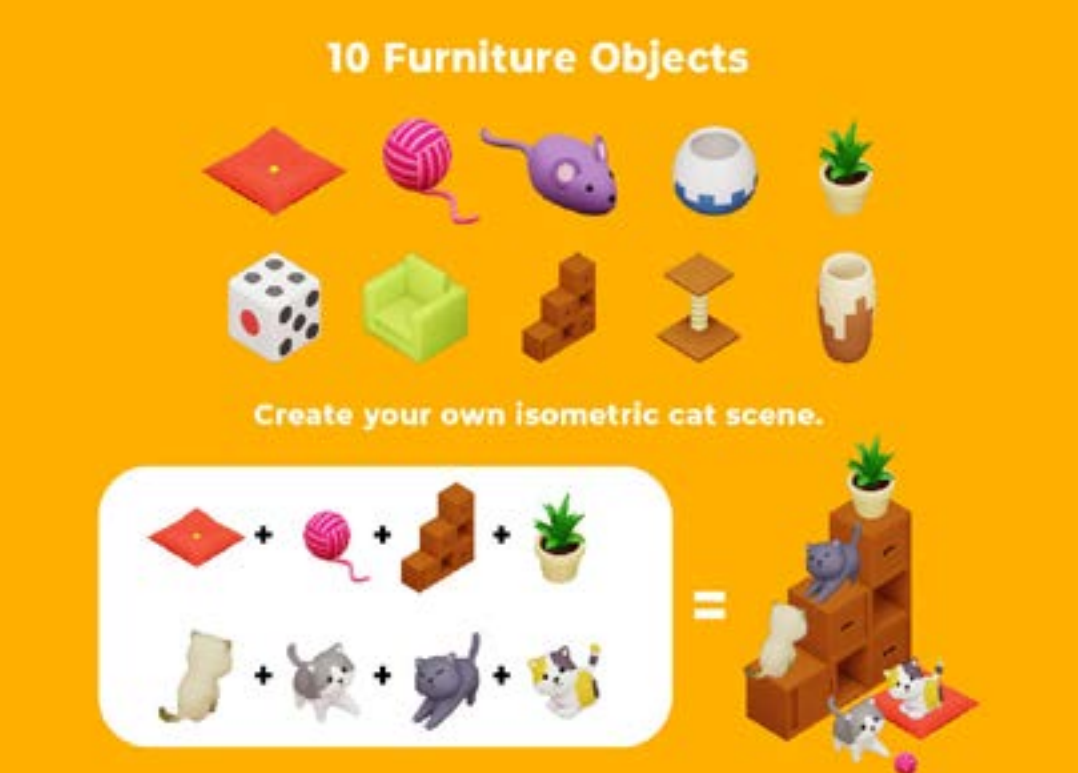 10 Furniture Objects
Create your own isometric cat scene.
+ + +
+ + +
=